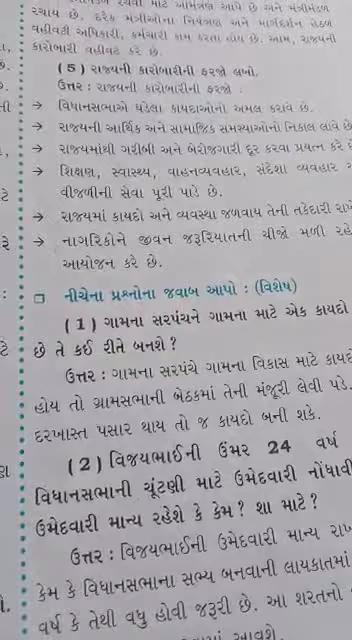 રચાય છે. દરેક મંત્રીઓના નિયંત્રણ અને માર્ગદર્શન હેઠળ
વહીવટી અધિકારી, કર્મચારી કામ કરતા હોય છે. આમ, રાજ્યની
કારોબારી વહીવટ કરે છે.
(5) રાજ્યની કારોબારીની ફરજો લખો.
ઉત્તર : રાજ્યની કારોબારીની ફરજો :
→ વિધાનસભાએ ઘડેલા કાયદાઓનો અમલ કરાવે છે.
→ રાજ્યની આર્થિક અને સામાજિક સમસ્યાઓનો નિકાલ લાવે છે
→ રાજ્યમાંથી ગરીબી અને બેરોજગારી દૂર કરવા પ્રયત્ન કરે
→ શિક્ષણ, સ્વાસ્થ્ય, વાહનવ્યવહાર, સંદેશા વ્યવહાર
વીજળીની સેવા પૂરી પાડે છે.
→ રાજ્યમાં કાયદો અને વ્યવસ્થા જળવાય તેની તકેદારી
→ નાગરિકોને જીવન જરૂરિયાતની ચીજો મળી રહે
આયોજન કરે છે.
□ નીચેના પ્રશ્નોના જવાબ આપો : (વિશેષ)
(1) ગામના સરપંચને ગામના માટે એક કાયદો
છે તે કઈ રીતે બનશે ?
ઉત્તર : ગામના સરપંચે ગામના વિકાસ માટે
હોય તો ગ્રામસભાની બેઠકમાં તેની મંજૂરી લેવી પડે.
દરખાસ્ત પસાર થાય તો જ કાયદો બની શકે.
(2) વિજયભાઈની ઉંમર 24 વર્ષ
વિધાનસભાની ચૂંટણી માટે ઉમેદવારી
ઉમેદવારી માન્ય રહેશે કે કેમ ? શા માટે ?
ઉત્તર : વિજયભાઈની ઉમેદવારી માન્ય
કેમ કે વિધાનસભાના સભ્ય બનવાની લાયકાતમાં
વર્ષ કે તેથી વધુ હોવી જરૂરી છે. આ શરતનો